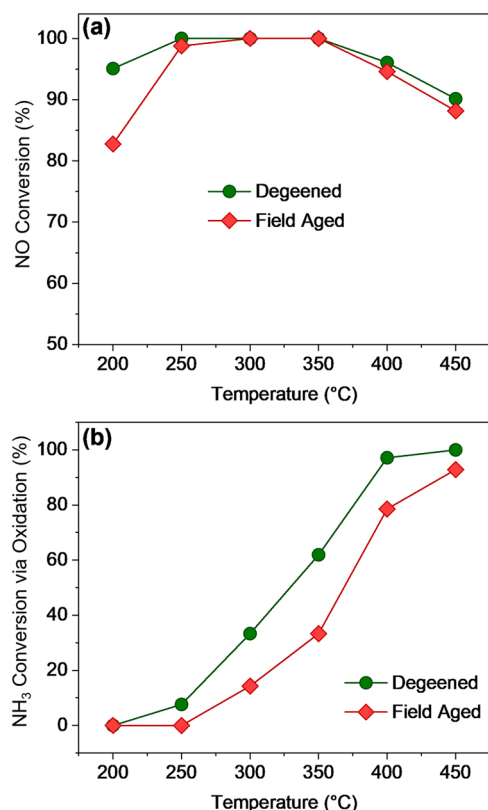 (a)
100
90
80
70
60
50
NO Conversion (%)
Degeened
Field Aged
200 250 300 350 400 450
Temperature (°C)
(b)
100
80
60
40
20
0
NH₃ Conversion via Oxidation (%)
Degeened
Field Aged
200 250 300 350 400 450
Temperature (°C)